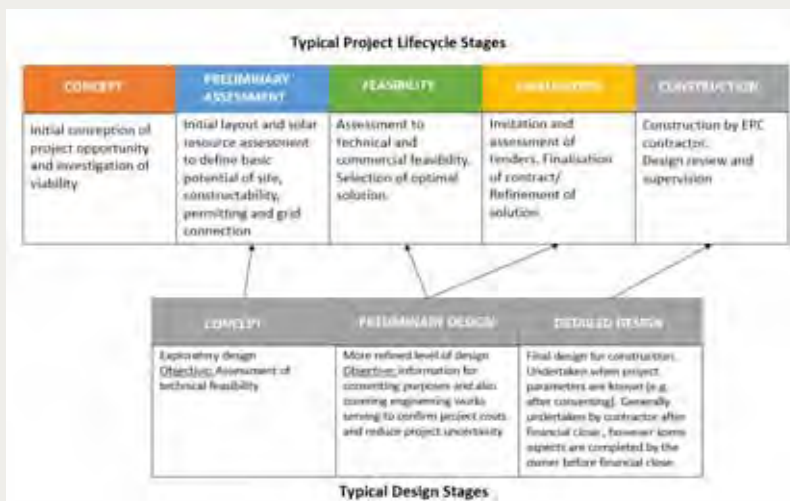 Typical Project Lifecycle Stages
CONCEPT
PRELIMINARY
ASSESSMENT
FEASIBILITY
CONSTRUCTION
Initial conception of
project opportunity
and investigation of
viability
Initial layout and solar
resource assessment
to define basic
potential of site,
constructability,
permitting and grid
connection
Assessment to
technical and
commercial feasibility.
Selection of optimal
solution.
Invitation and
assessment of
tenders. Finalisation
of contract/
Refinement of
solution
Construction by EPC
contractor.
Design review and
supervision
CONCEPT
PRELIMINARY DESIGN
DETAILED DESIGN
Exploratory design
Objective: Assessment of
technical feasibility
More refined level of design
Objective: information for
consenting purposes and also
covering engineering works
serving to confirm project costs
and reduce project uncertainty
Final design for construction.
Undertaken when project
parameters are known (e.g.
after consenting). Generally
undertaken by contractor after
financial close, however some
aspects are completed by the
owner before financial close.
Typical Design Stages